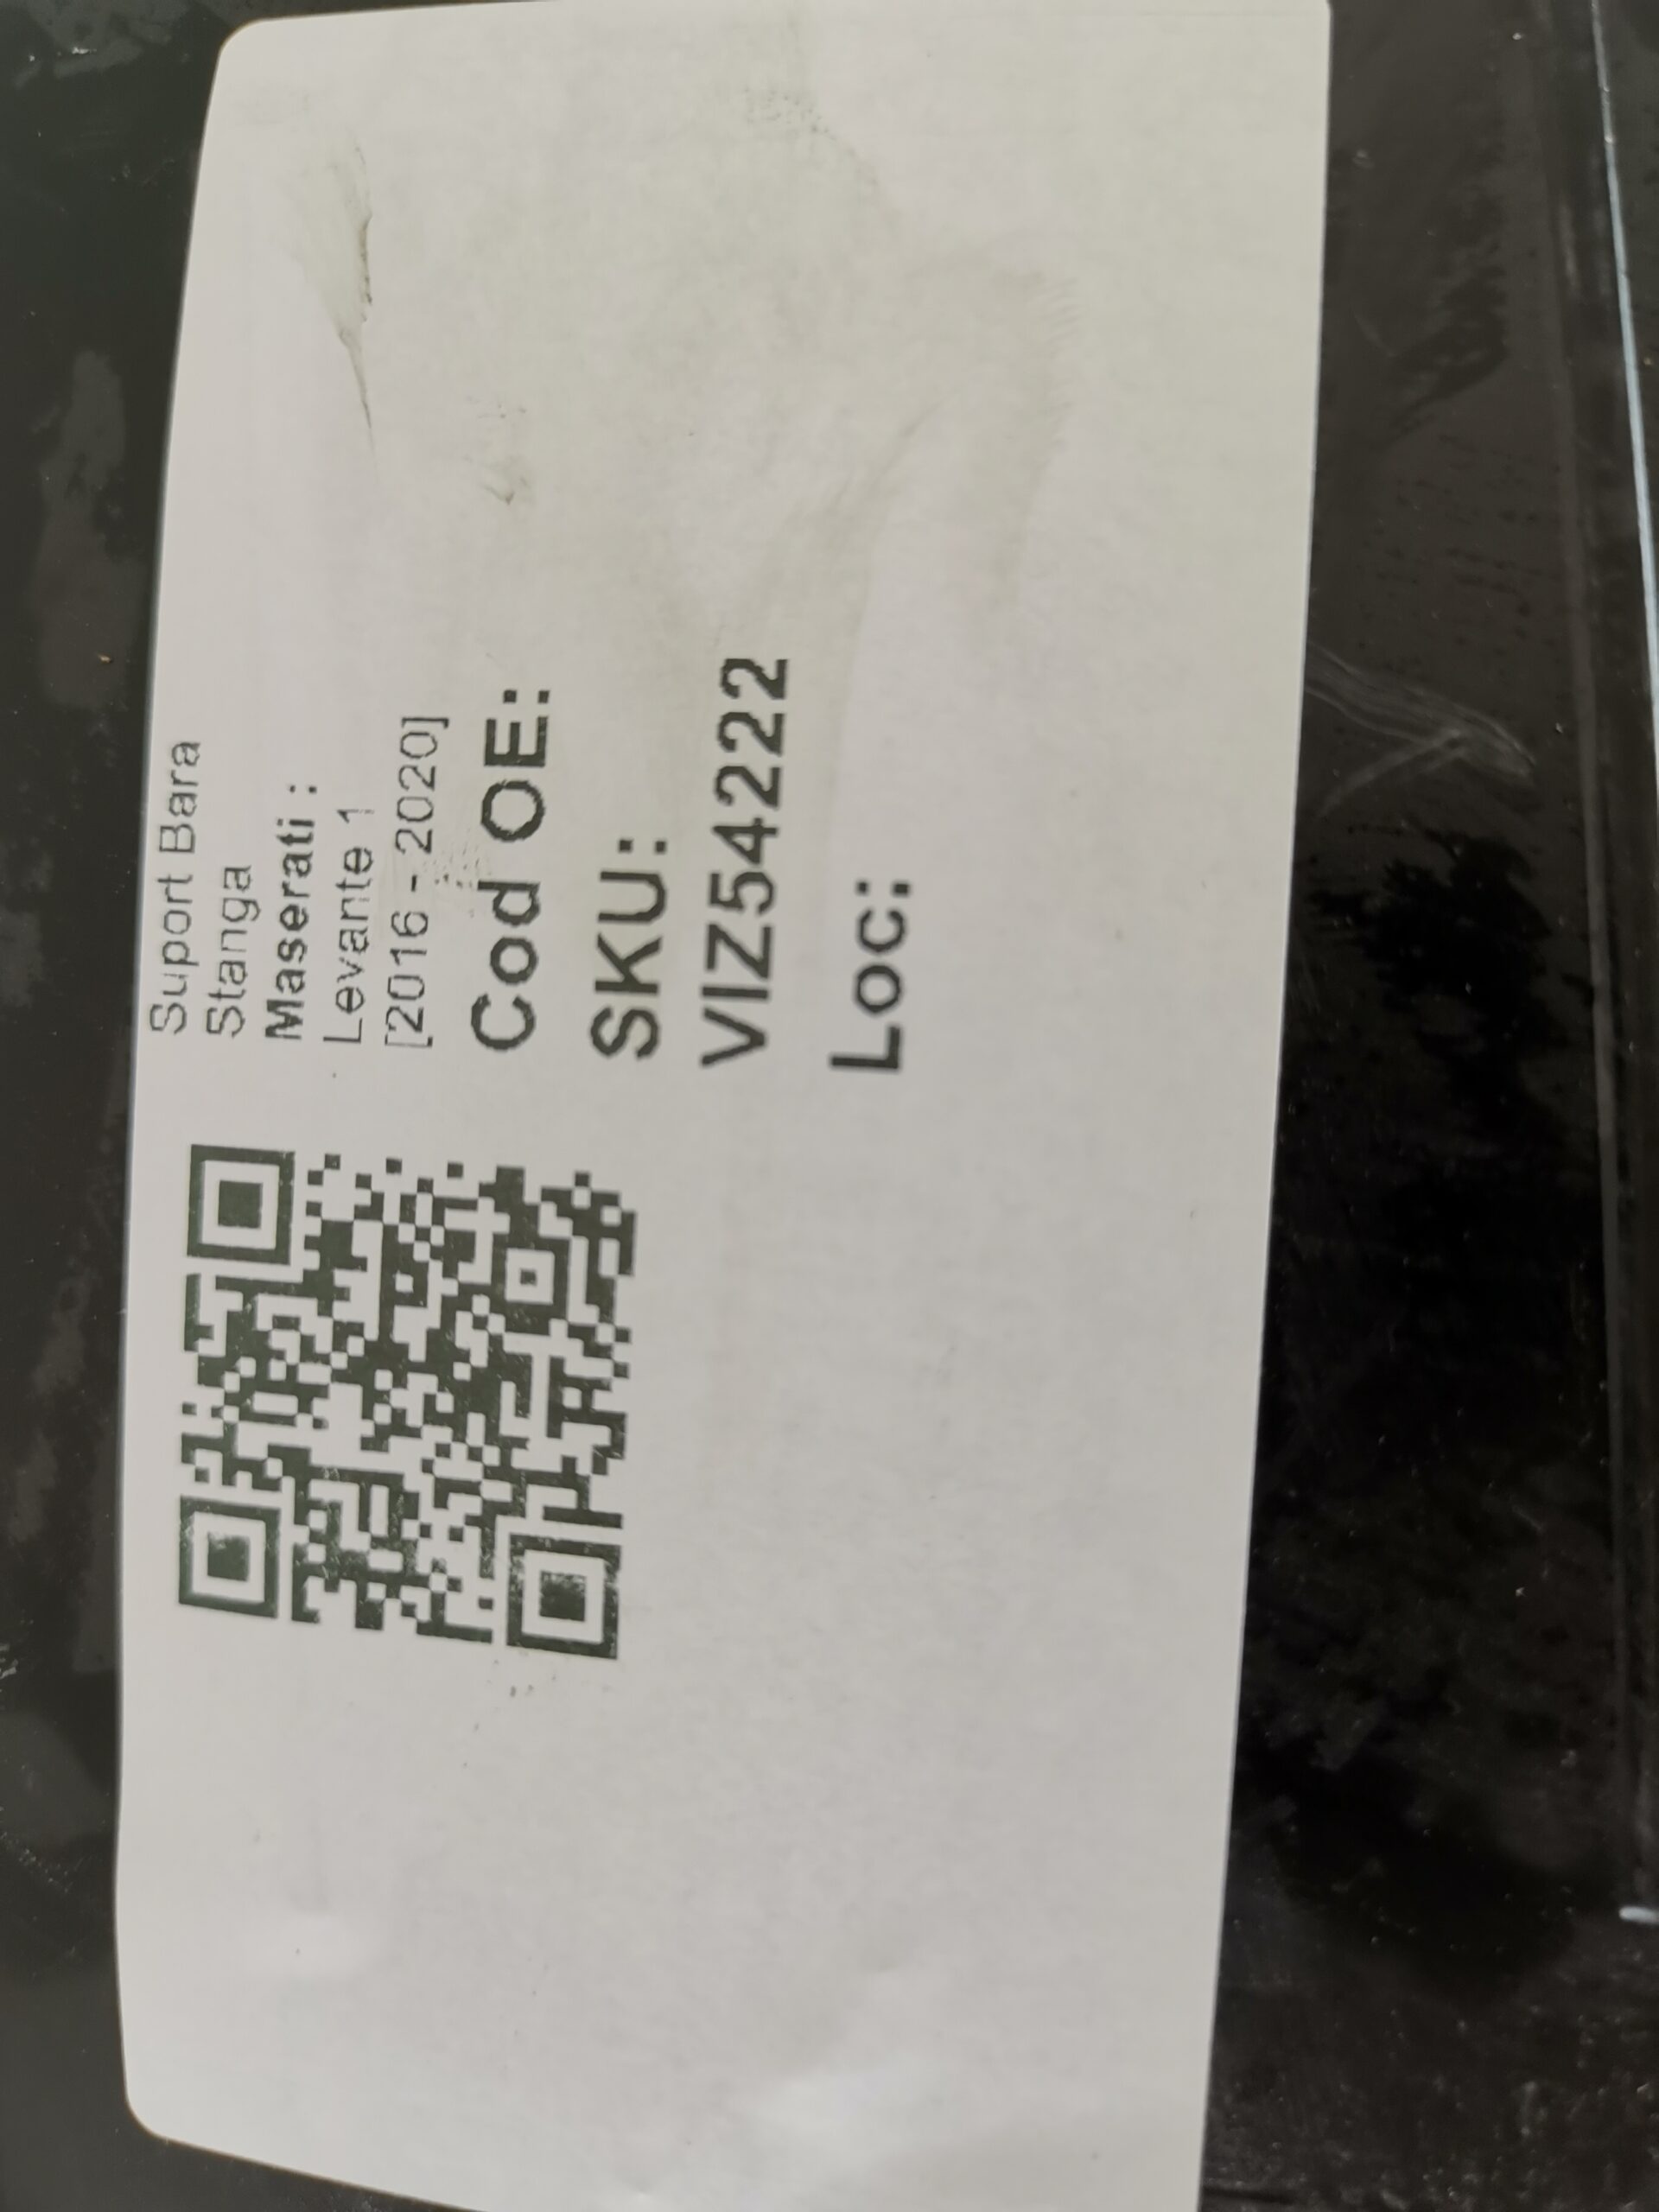 Suport Bara
Stanga
Maserati :
Levante 1
[2016 - 2020]
Cod OE:
SKU:
VIZ54222
Loc: